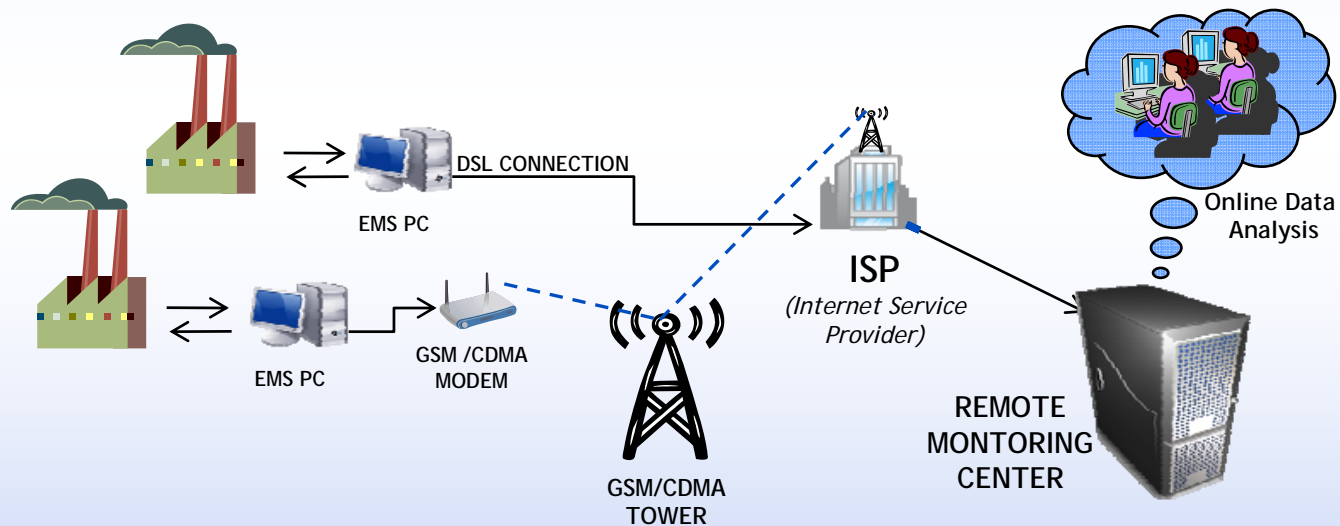 DSL CONNECTION
EMS PC
Online Data
Analysis
ISP
(Internet Service
Provider)
EMS PC
GSM /CDMA
MODEM
GSM/CDMA
TOWER
REMOTE
MONTORING
CENTER